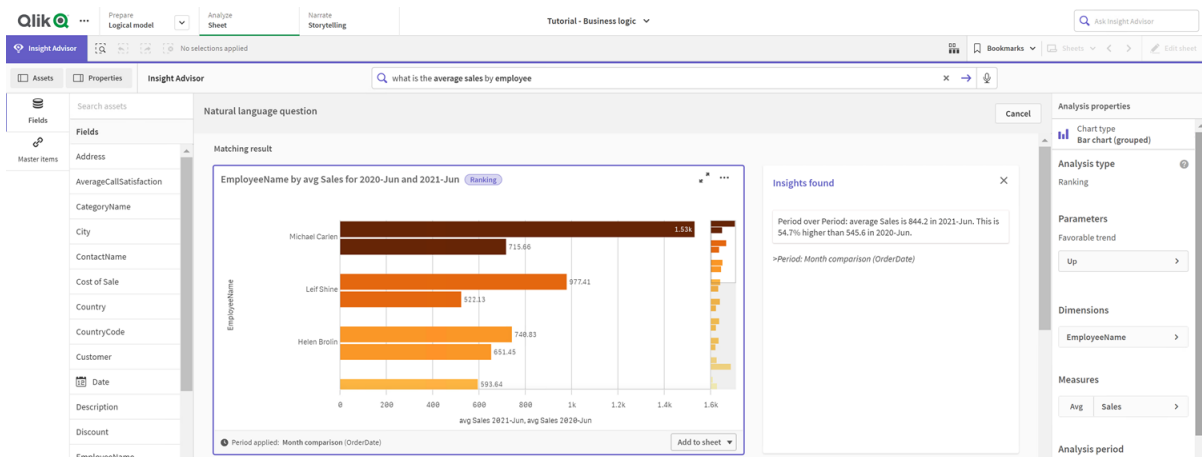 Qlik
Prepare
Logical model
Analyze
Sheet
Narrate
Storytelling
Tutorial - Business logic
Ask Insight Advisor
Insight Advisor
No selections applied
Bookmarks
Sheets
Edit sheet
Assets
Properties
Insight Advisor
what is the average sales by employee
Fields
Master items
Search assets
Fields
Address
AverageCallSatisfaction
CategoryName
City
ContactName
Cost of Sale
Country
CountryCode
Customer
Date
Description
Discount
EmployeeName
Natural language question
Cancel
Matching result
EmployeeName by avg Sales for 2020-Jun and 2021-Jun
Ranking
EmployeeName
Michael Carlen
1.53k
715.66
Leif Shine
977.41
522.13
Helen Brolin
740.83
651.45
593.64
0 200 400 600 800 1k 1.2k 1.4k 1.6k
avg Sales 2021-Jun, avg Sales 2020-Jun
Period applied: Month comparison (OrderDate)
Add to sheet
Insights found
Period over Period: average Sales is 844.2 in 2021-Jun. This is
54.7% higher than 545.6 in 2020-Jun.
>Period: Month comparison (OrderDate)
Analysis properties
Chart type
Bar chart (grouped)
Analysis type
Ranking
Parameters
Favorable trend
Up
Dimensions
EmployeeName
Measures
Avg Sales
Analysis period